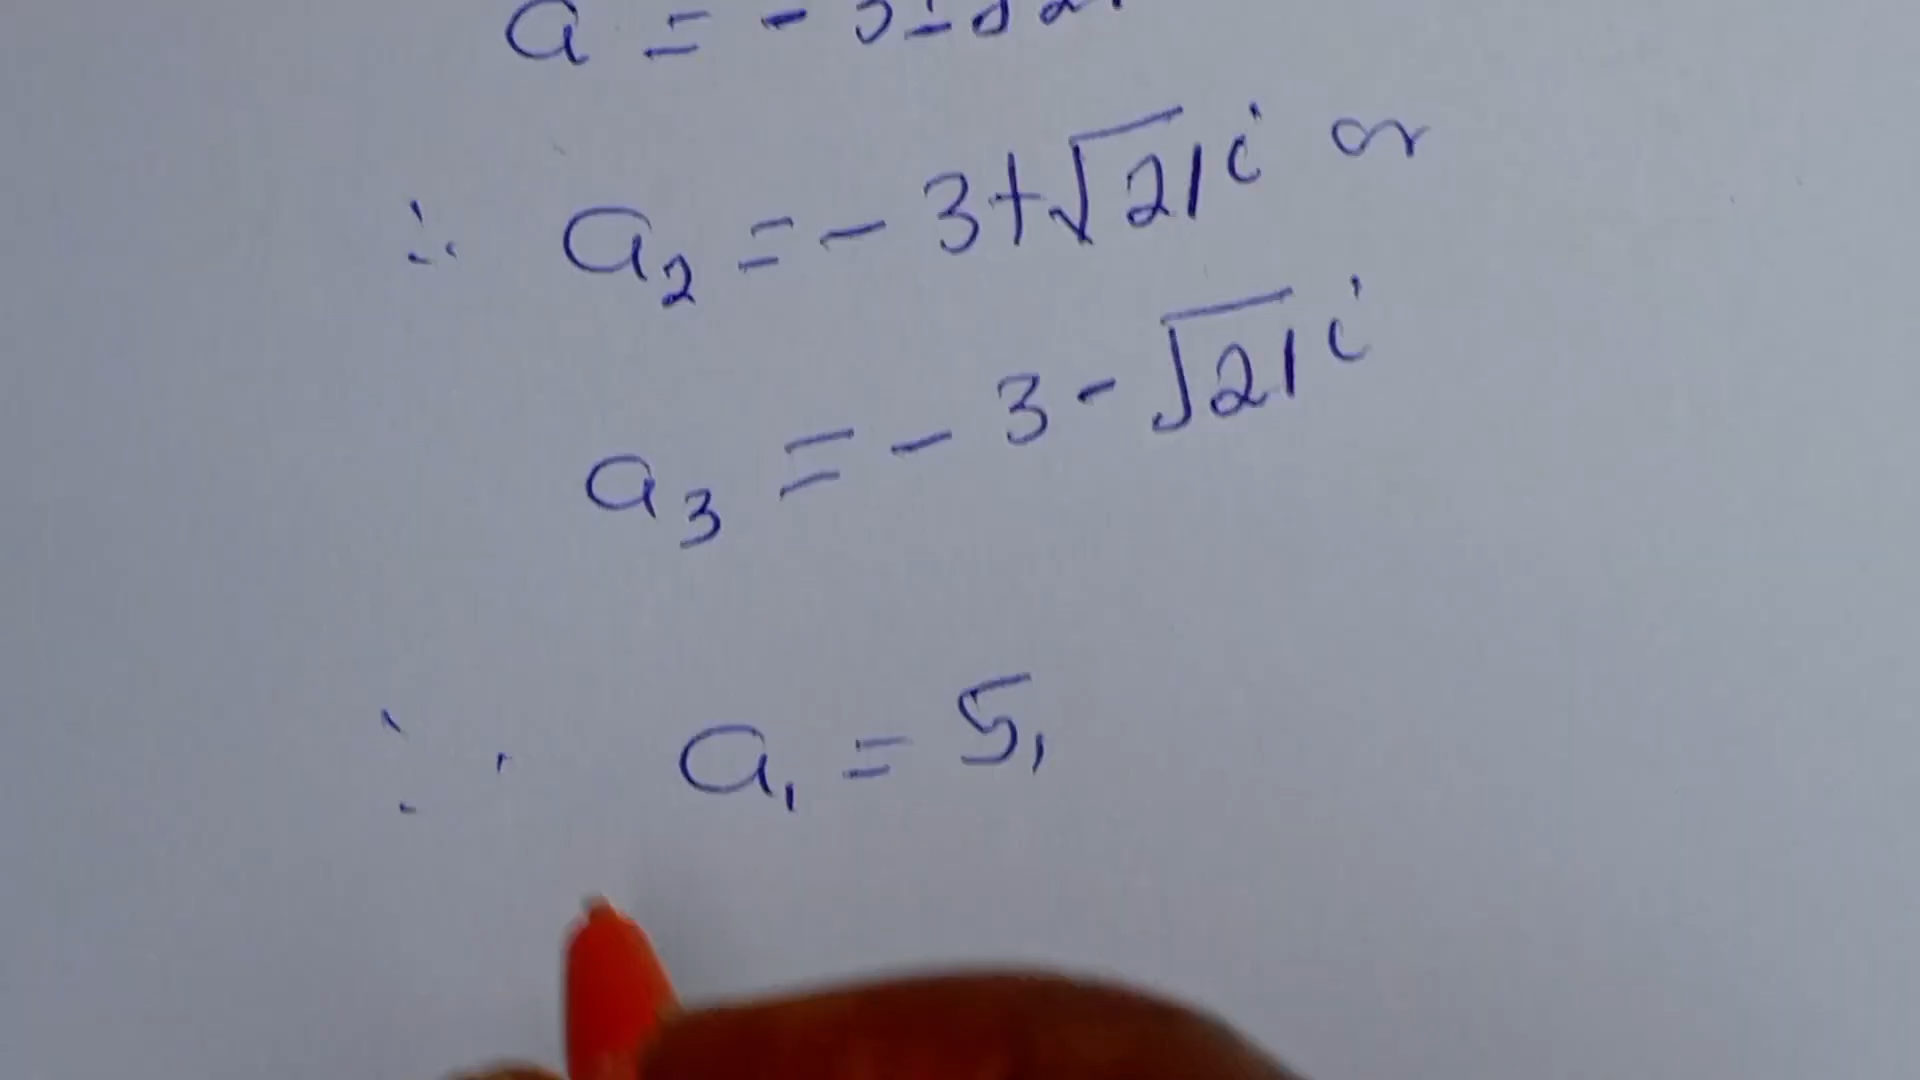 a = -
∴ a₂ = - 3+√21 i or
a₃ = - 3 - √21 i
∴ a₁ = 5,